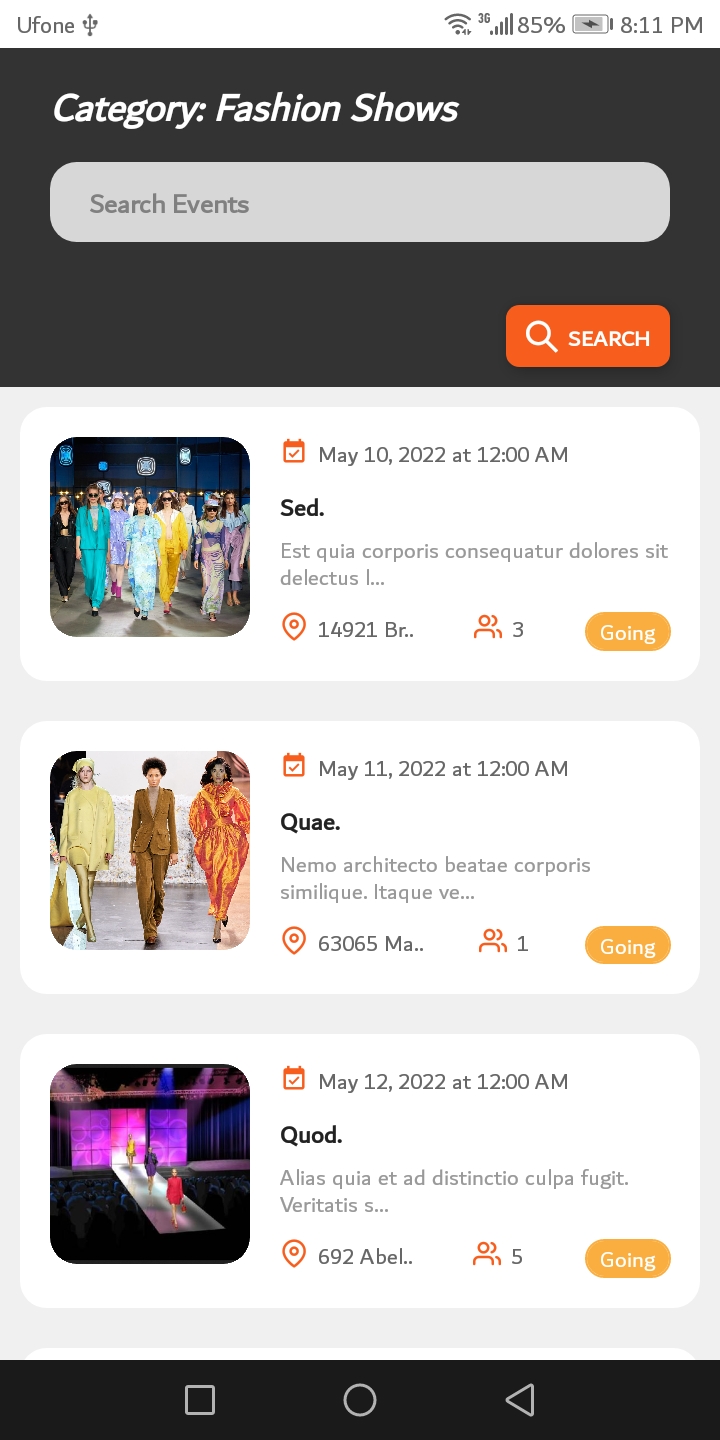 Ufone 3G 85% 8:11 PM
Category: Fashion Shows
Search Events
SEARCH
May 10, 2022 at 12:00 AM
Sed.
Est quia corporis consequatur dolores sit
delectus l...
14921 Br.. 3 Going
May 11, 2022 at 12:00 AM
Quae.
Nemo architecto beatae corporis
similique. Itaque ve...
63065 Ma.. 1 Going
May 12, 2022 at 12:00 AM
Quod.
Alias quia et ad distinctio culpa fugit.
Veritatis s...
692 Abel.. 5 Going